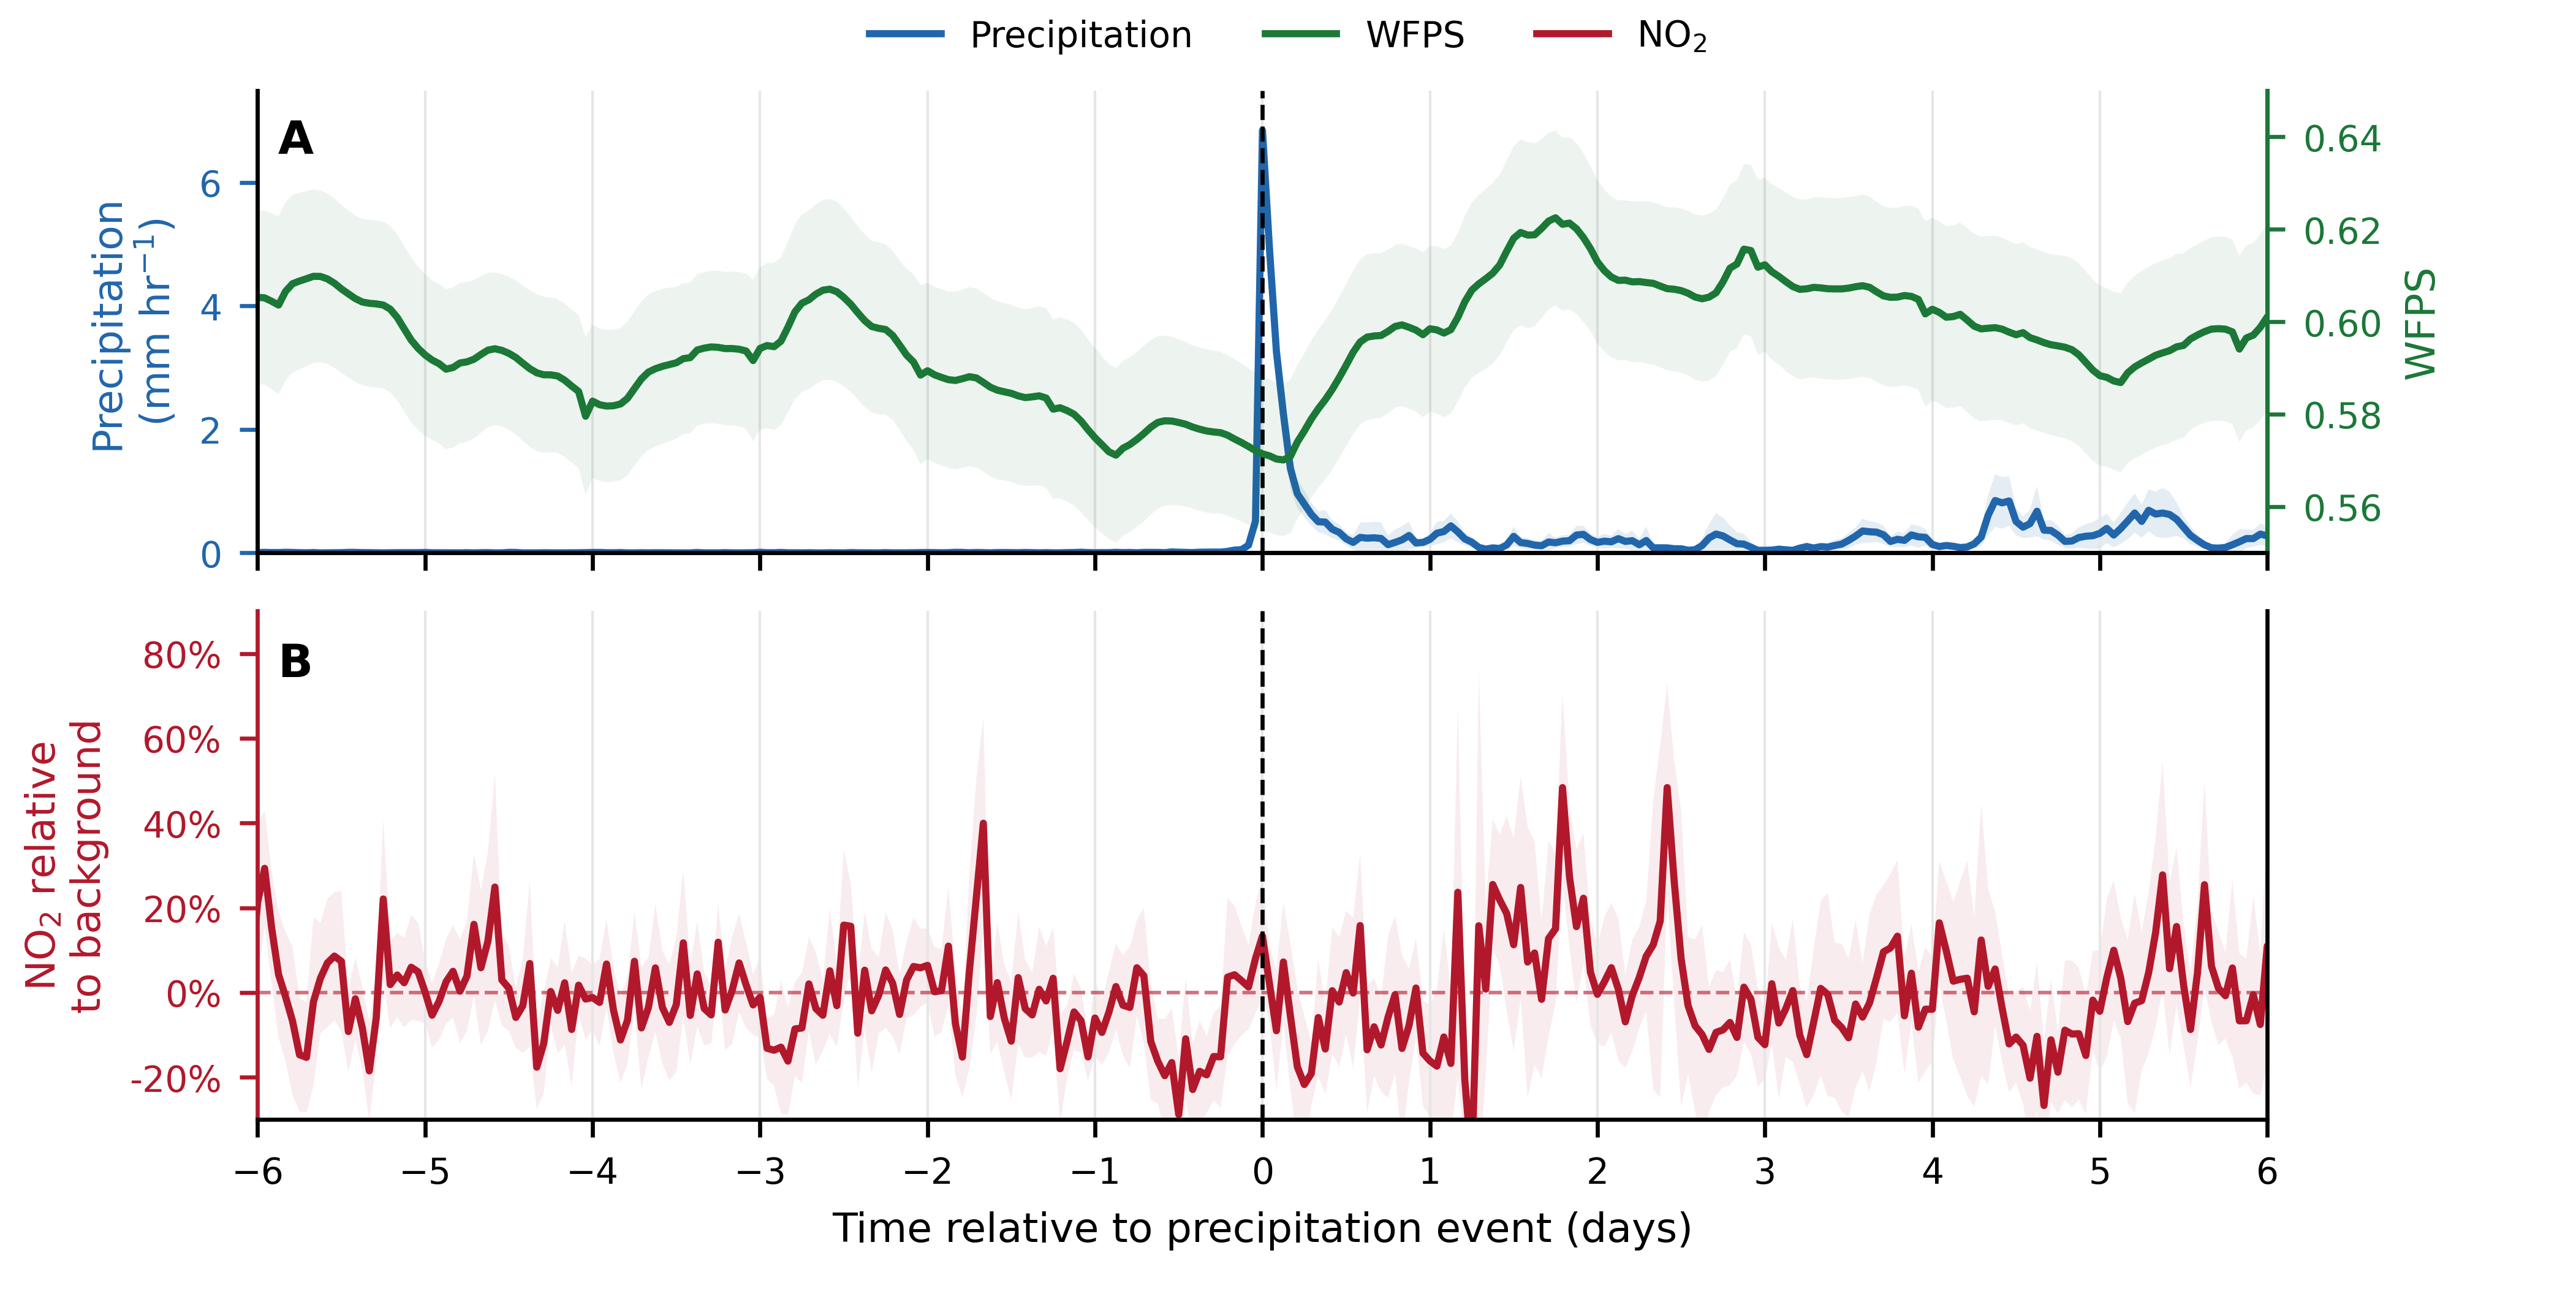 Precipitation WFPS NO₂
A
Precipitation
(mm hr⁻¹)
6
4
2
0
0.64
0.62
0.60
0.58
0.56
WFPS
B
NO₂ relative
to background
80%
60%
40%
20%
0%
-20%
−6 −5 −4 −3 −2 −1 0 1 2 3 4 5 6
Time relative to precipitation event (days)